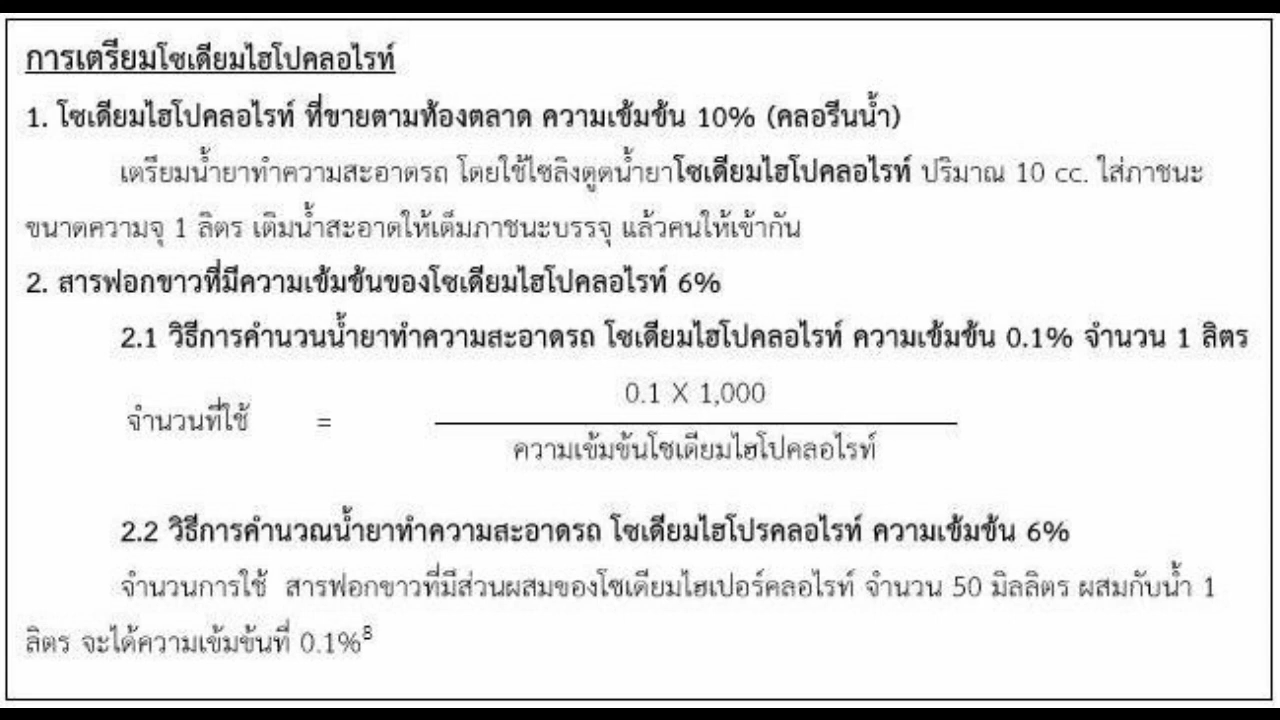 การเตรียมโซเดียมไฮโปคลอไรท์
1. โซเดียมไฮโปคลอไรท์ ที่ขายตามท้องตลาด ความเข้มข้น 10% (คลอรีนน้ำ)
เตรียมน้ำยาทำความสะอาดรถ โดยใช้ไซลิงดูดน้ำยาโซเดียมไฮโปคลอไรท์ ปริมาณ 10 cc. ใส่ภาชนะ
ขนาดความจุ 1 ลิตร เติมน้ำสะอาดให้เต็มภาชนะบรรจุ แล้วคนให้เข้ากัน
2. สารฟอกขาวที่มีความเข้มข้นของโซเดียมไฮโปคลอไรท์ 6%
2.1 วิธีการคำนวนน้ำยาทำความสะอาดรถ โซเดียมไฮโปคลอไรท์ ความเข้มข้น 0.1% จำนวน 1 ลิตร
0.1 X 1,000
จำนวนที่ใช้ =
ความเข้มข้นโซเดียมไฮโปคลอไรท์
2.2 วิธีการคำนวณน้ำยาทำความสะอาดรถ โซเดียมไฮโปรคลอไรท์ ความเข้มข้น 6%
จำนวนการใช้ สารฟอกขาวที่มีส่วนผสมของโซเดียมไฮเปอร์คลอไรท์ จำนวน 50 มิลลิตร ผสมกับน้ำ 1
ลิตร จะได้ความเข้มข้นที่ 0.1%⁸